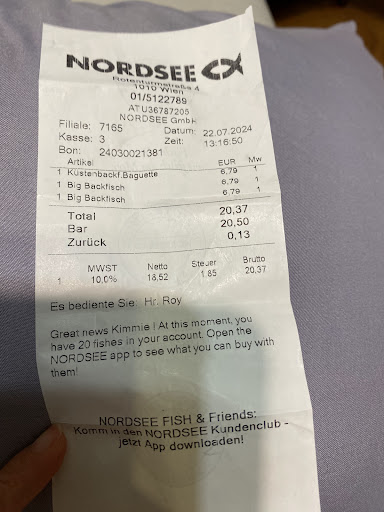 NORDSEE
Rotenturmstraße 4
1010 Wien
01/5122789
ATU36787205
NORDSEE GmbH
Filiale: 7165 Datum: 22.07.2024
Kasse: 3 Zeit: 13:16:50
Bon: 24030021381
Artikel EUR Mw
1 Küstenbackf.Baguette 6,79 1
1 Big Backfisch 6,79 1
1 Big Backfisch 6,79 1
Total 20,37
Bar 20,50
Zurück 0,13
MWST Netto Steuer Brutto
1 10,0% 18,52 1,85 20,37
Es bediente Sie: Hr. Roy
Great news Kimmie ! At this moment, you
have 20 fishes in your account. Open the
NORDSEE app to see what you can buy with
them!
NORDSEE FISH & Friends:
Komm in den NORDSEE Kundenclub -
jetzt App downloaden!